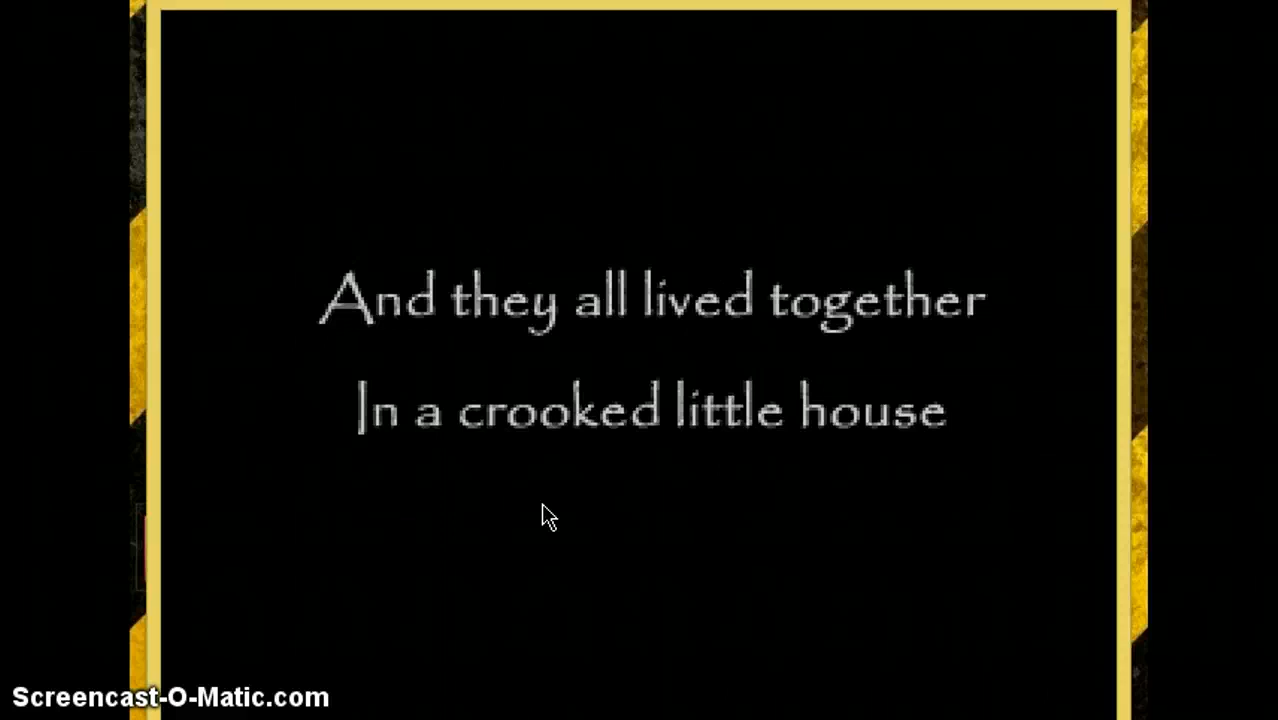 And they all lived together
In a crooked little house
Screencast-O-Matic.com